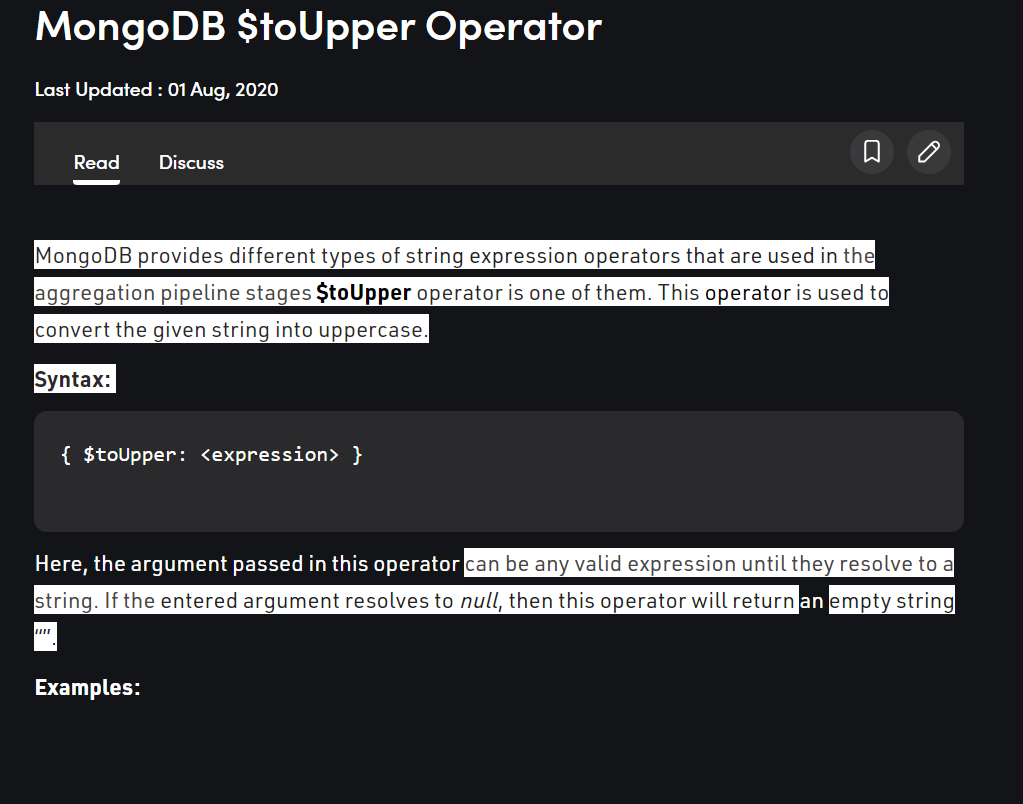 MongoDB $toUpper Operator
Last Updated : 01 Aug, 2020
Read Discuss
MongoDB provides different types of string expression operators that are used in the
aggregation pipeline stages $toUpper operator is one of them. This operator is used to
convert the given string into uppercase.
Syntax:
{ $toUpper: <expression> }
Here, the argument passed in this operator can be any valid expression until they resolve to a
string. If the entered argument resolves to null, then this operator will return an empty string
“”.
Examples: